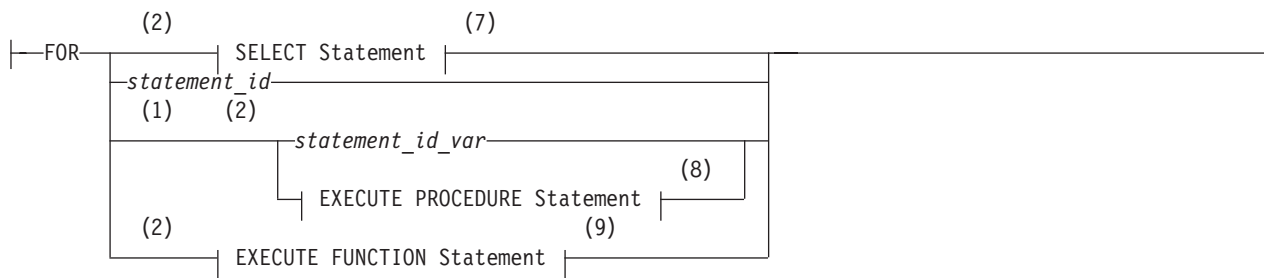 (2) (7)
FOR SELECT Statement
statement_id
(1) (2)
statement_id_var
(8)
EXECUTE PROCEDURE Statement
(2) (9)
EXECUTE FUNCTION Statement